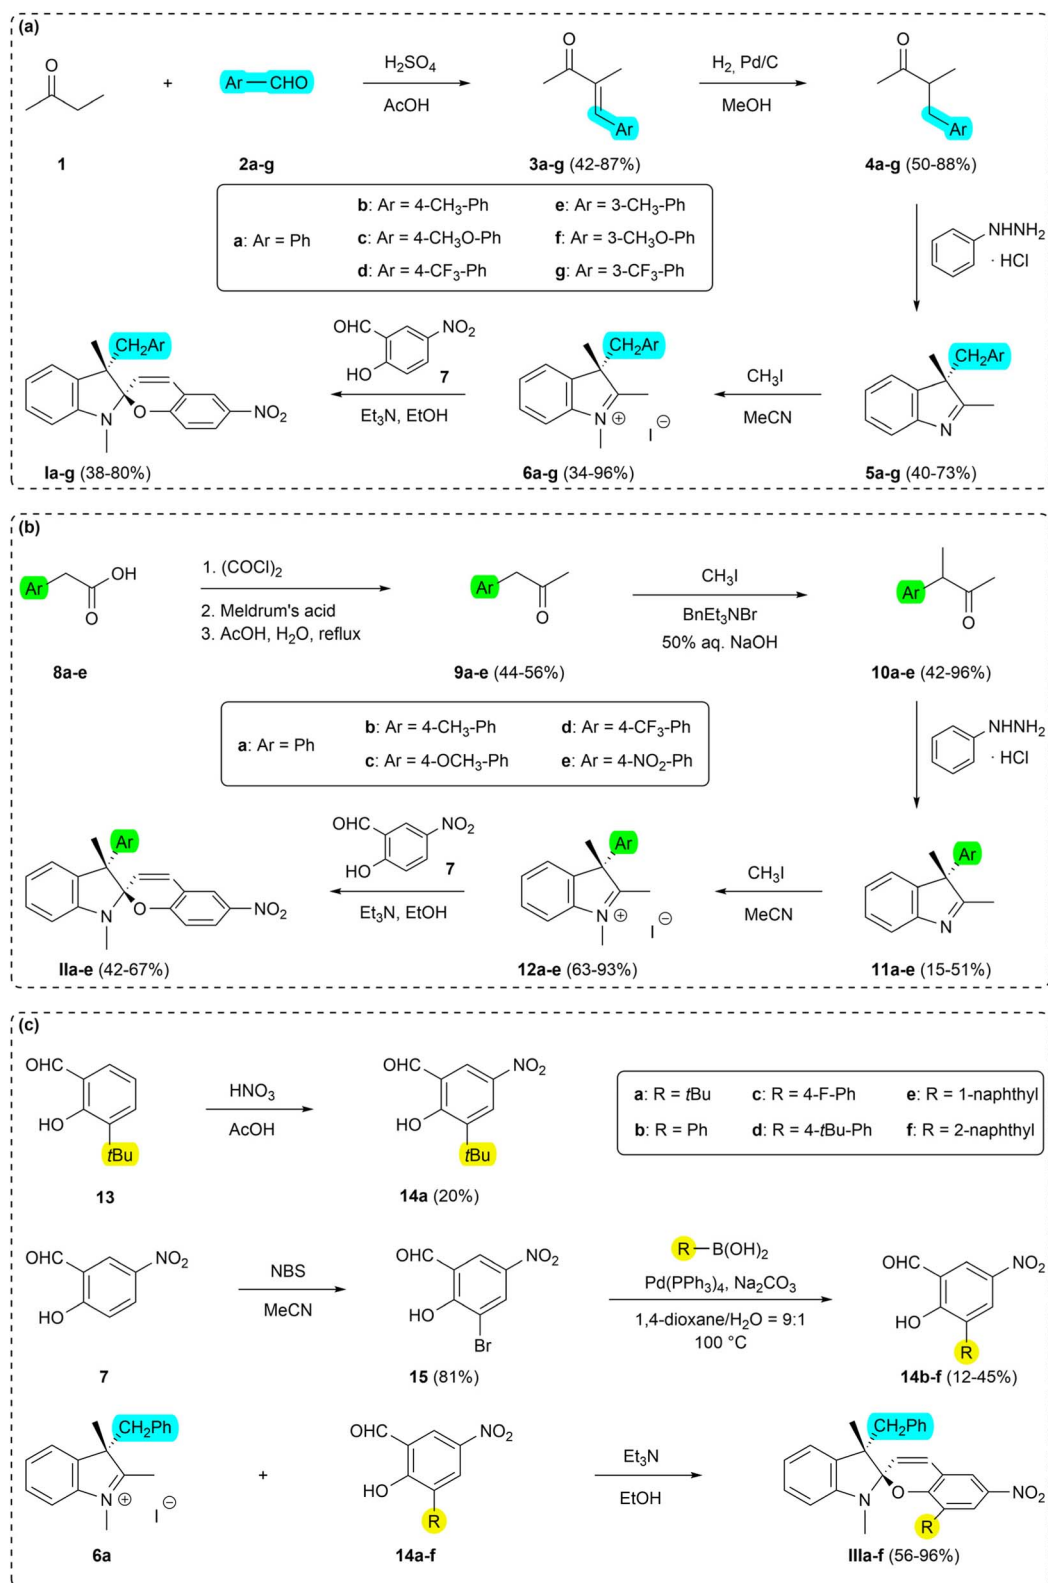 (a)
O
1
+
Ar—CHO
2a-g
H₂SO₄
AcOH
O
Ar
3a-g (42-87%)
H₂, Pd/C
MeOH
O
Ar
4a-g (50-88%)
a: Ar = Ph
b: Ar = 4-CH₃-Ph
e: Ar = 3-CH₃-Ph
c: Ar = 4-CH₃O-Ph
f: Ar = 3-CH₃O-Ph
d: Ar = 4-CF₃-Ph
g: Ar = 3-CF₃-Ph
NHNH₂
· HCl
CH₂Ar
N
O
NO₂
Ia-g (38-80%)
OHC
NO₂
HO
7
Et₃N, EtOH
CH₂Ar
N
⊕
I⊖
6a-g (34-96%)
CH₃I
MeCN
CH₂Ar
N
5a-g (40-73%)
(b)
Ar
OH
O
8a-e
1. (COCl)₂
2. Meldrum's acid
3. AcOH, H₂O, reflux
Ar
O
9a-e (44-56%)
CH₃I
BnEt₃NBr
50% aq. NaOH
Ar
O
10a-e (42-96%)
a: Ar = Ph
b: Ar = 4-CH₃-Ph
d: Ar = 4-CF₃-Ph
c: Ar = 4-OCH₃-Ph
e: Ar = 4-NO₂-Ph
NHNH₂
· HCl
Ar
N
O
NO₂
IIa-e (42-67%)
OHC
NO₂
HO
7
Et₃N, EtOH
Ar
N
⊕
I⊖
12a-e (63-93%)
CH₃I
MeCN
Ar
N
11a-e (15-51%)
(c)
OHC
HO
tBu
13
HNO₃
AcOH
OHC
NO₂
HO
tBu
14a (20%)
a: R = tBu
c: R = 4-F-Ph
e: R = 1-naphthyl
b: R = Ph
d: R = 4-tBu-Ph
f: R = 2-naphthyl
OHC
NO₂
HO
7
NBS
MeCN
OHC
NO₂
HO
Br
15 (81%)
R—B(OH)₂
Pd(PPh₃)₄, Na₂CO₃
1,4-dioxane/H₂O = 9:1
100 °C
OHC
NO₂
HO
R
14b-f (12-45%)
CH₂Ph
N
⊕
I⊖
6a
+
OHC
NO₂
HO
R
14a-f
Et₃N
EtOH
CH₂Ph
N
O
NO₂
R
IIIa-f (56-96%)